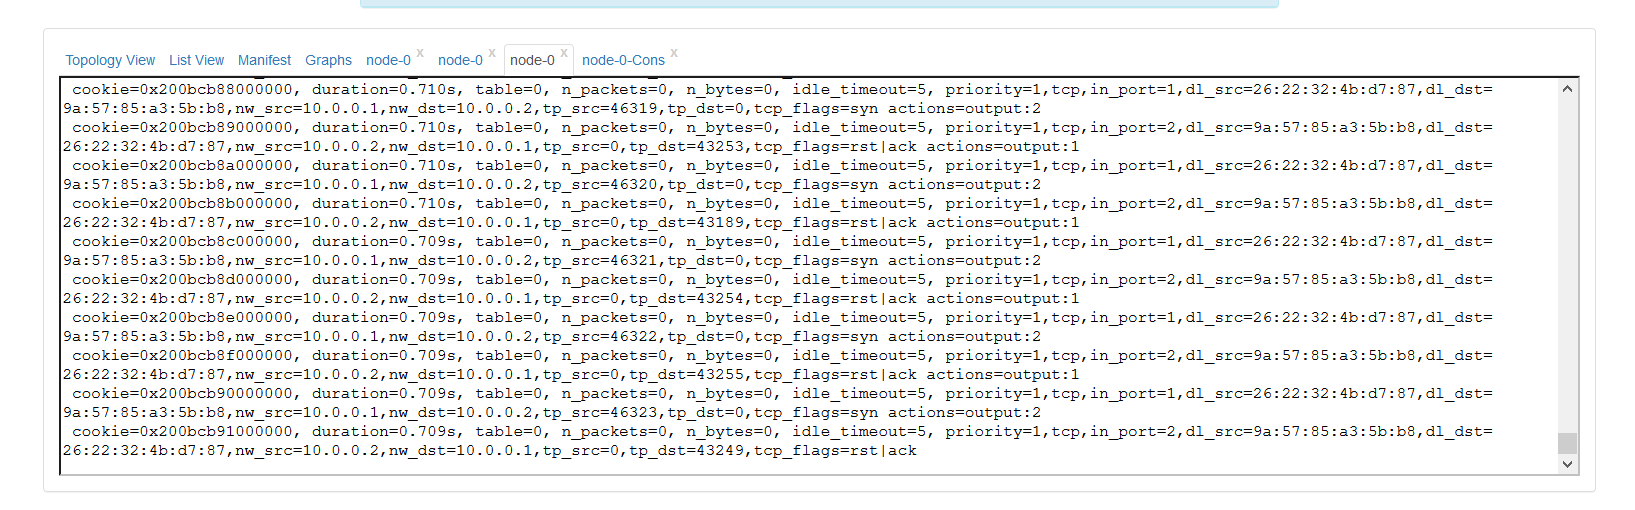 Topology View List View Manifest Graphs node-0 x node-0 x node-0 x node-0-Cons x
cookie=0x200bcb88000000, duration=0.710s, table=0, n_packets=0, n_bytes=0, idle_timeout=5, priority=1,tcp,in_port=1,dl_src=26:22:32:4b:d7:87,dl_dst=
9a:57:85:a3:5b:b8,nw_src=10.0.0.1,nw_dst=10.0.0.2,tp_src=46319,tp_dst=0,tcp_flags=syn actions=output:2
cookie=0x200bcb89000000, duration=0.710s, table=0, n_packets=0, n_bytes=0, idle_timeout=5, priority=1,tcp,in_port=2,dl_src=9a:57:85:a3:5b:b8,dl_dst=
26:22:32:4b:d7:87,nw_src=10.0.0.2,nw_dst=10.0.0.1,tp_src=0,tp_dst=43253,tcp_flags=rst|ack actions=output:1
cookie=0x200bcb8a000000, duration=0.710s, table=0, n_packets=0, n_bytes=0, idle_timeout=5, priority=1,tcp,in_port=1,dl_src=26:22:32:4b:d7:87,dl_dst=
9a:57:85:a3:5b:b8,nw_src=10.0.0.1,nw_dst=10.0.0.2,tp_src=46320,tp_dst=0,tcp_flags=syn actions=output:2
cookie=0x200bcb8b000000, duration=0.710s, table=0, n_packets=0, n_bytes=0, idle_timeout=5, priority=1,tcp,in_port=2,dl_src=9a:57:85:a3:5b:b8,dl_dst=
26:22:32:4b:d7:87,nw_src=10.0.0.2,nw_dst=10.0.0.1,tp_src=0,tp_dst=43189,tcp_flags=rst|ack actions=output:1
cookie=0x200bcb8c000000, duration=0.709s, table=0, n_packets=0, n_bytes=0, idle_timeout=5, priority=1,tcp,in_port=1,dl_src=26:22:32:4b:d7:87,dl_dst=
9a:57:85:a3:5b:b8,nw_src=10.0.0.1,nw_dst=10.0.0.2,tp_src=46321,tp_dst=0,tcp_flags=syn actions=output:2
cookie=0x200bcb8d000000, duration=0.709s, table=0, n_packets=0, n_bytes=0, idle_timeout=5, priority=1,tcp,in_port=2,dl_src=9a:57:85:a3:5b:b8,dl_dst=
26:22:32:4b:d7:87,nw_src=10.0.0.2,nw_dst=10.0.0.1,tp_src=0,tp_dst=43254,tcp_flags=rst|ack actions=output:1
cookie=0x200bcb8e000000, duration=0.709s, table=0, n_packets=0, n_bytes=0, idle_timeout=5, priority=1,tcp,in_port=1,dl_src=26:22:32:4b:d7:87,dl_dst=
9a:57:85:a3:5b:b8,nw_src=10.0.0.1,nw_dst=10.0.0.2,tp_src=46322,tp_dst=0,tcp_flags=syn actions=output:2
cookie=0x200bcb8f000000, duration=0.709s, table=0, n_packets=0, n_bytes=0, idle_timeout=5, priority=1,tcp,in_port=2,dl_src=9a:57:85:a3:5b:b8,dl_dst=
26:22:32:4b:d7:87,nw_src=10.0.0.2,nw_dst=10.0.0.1,tp_src=0,tp_dst=43255,tcp_flags=rst|ack actions=output:1
cookie=0x200bcb90000000, duration=0.709s, table=0, n_packets=0, n_bytes=0, idle_timeout=5, priority=1,tcp,in_port=1,dl_src=26:22:32:4b:d7:87,dl_dst=
9a:57:85:a3:5b:b8,nw_src=10.0.0.1,nw_dst=10.0.0.2,tp_src=46323,tp_dst=0,tcp_flags=syn actions=output:2
cookie=0x200bcb91000000, duration=0.709s, table=0, n_packets=0, n_bytes=0, idle_timeout=5, priority=1,tcp,in_port=2,dl_src=9a:57:85:a3:5b:b8,dl_dst=
26:22:32:4b:d7:87,nw_src=10.0.0.2,nw_dst=10.0.0.1,tp_src=0,tp_dst=43249,tcp_flags=rst|ack